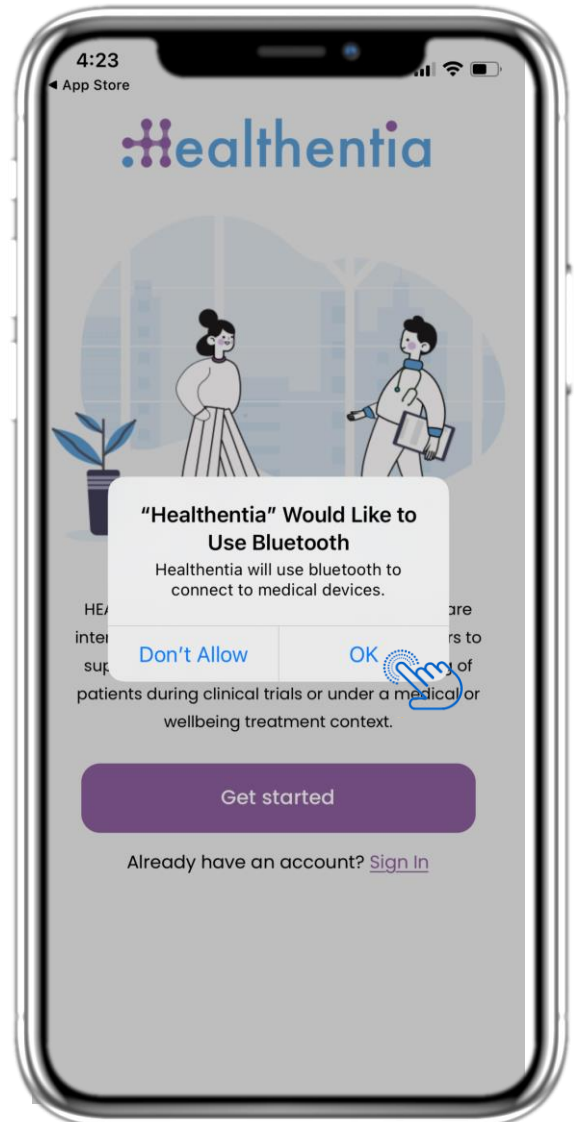 4:23
App Store
Healthentia
"Healthentia" Would Like to
Use Bluetooth
Healthentia will use bluetooth to
connect to medical devices.
Don't Allow
OK
of
patients during clinical trials or under a medical or
wellbeing treatment context.
Get started
Already have an account? Sign In